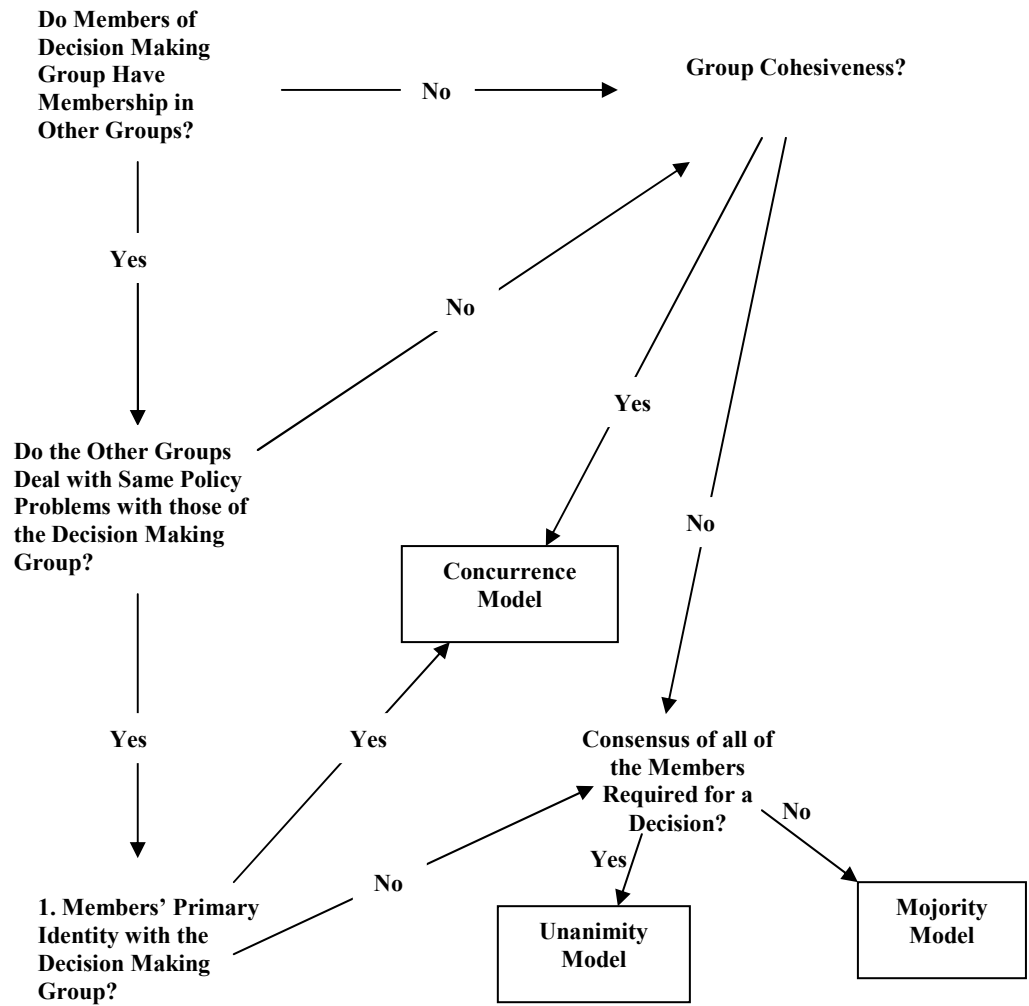 Do Members of
Decision Making
Group Have
Membership in
Other Groups?
No
Group Cohesiveness?
Yes
No
Do the Other Groups
Deal with Same Policy
Problems with those of
the Decision Making
Group?
Yes
No
Concurrence
Model
Yes
Yes
Consensus of all of
the Members
Required for a
Decision?
No
Yes
No
1. Members’ Primary
Identity with the
Decision Making
Group?
Unanimity
Model
Mojority
Model